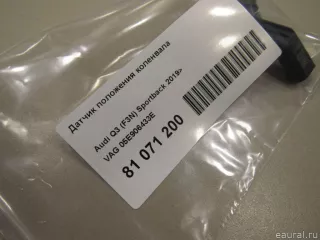 Датчик положения коленвала
Audi Q3 (F3N) Sportback 2019>
VAG 06E906433E
81 071 200
eaural.ru